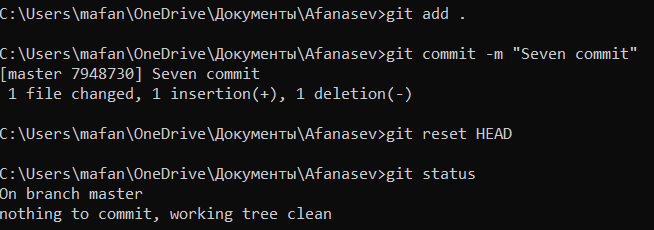 C:\Users\mafan\OneDrive\Документы\Afanasev>git add .
C:\Users\mafan\OneDrive\Документы\Afanasev>git commit -m "Seven commit"
[master 7948730] Seven commit
 1 file changed, 1 insertion(+), 1 deletion(-)
C:\Users\mafan\OneDrive\Документы\Afanasev>git reset HEAD
C:\Users\mafan\OneDrive\Документы\Afanasev>git status
On branch master
nothing to commit, working tree clean